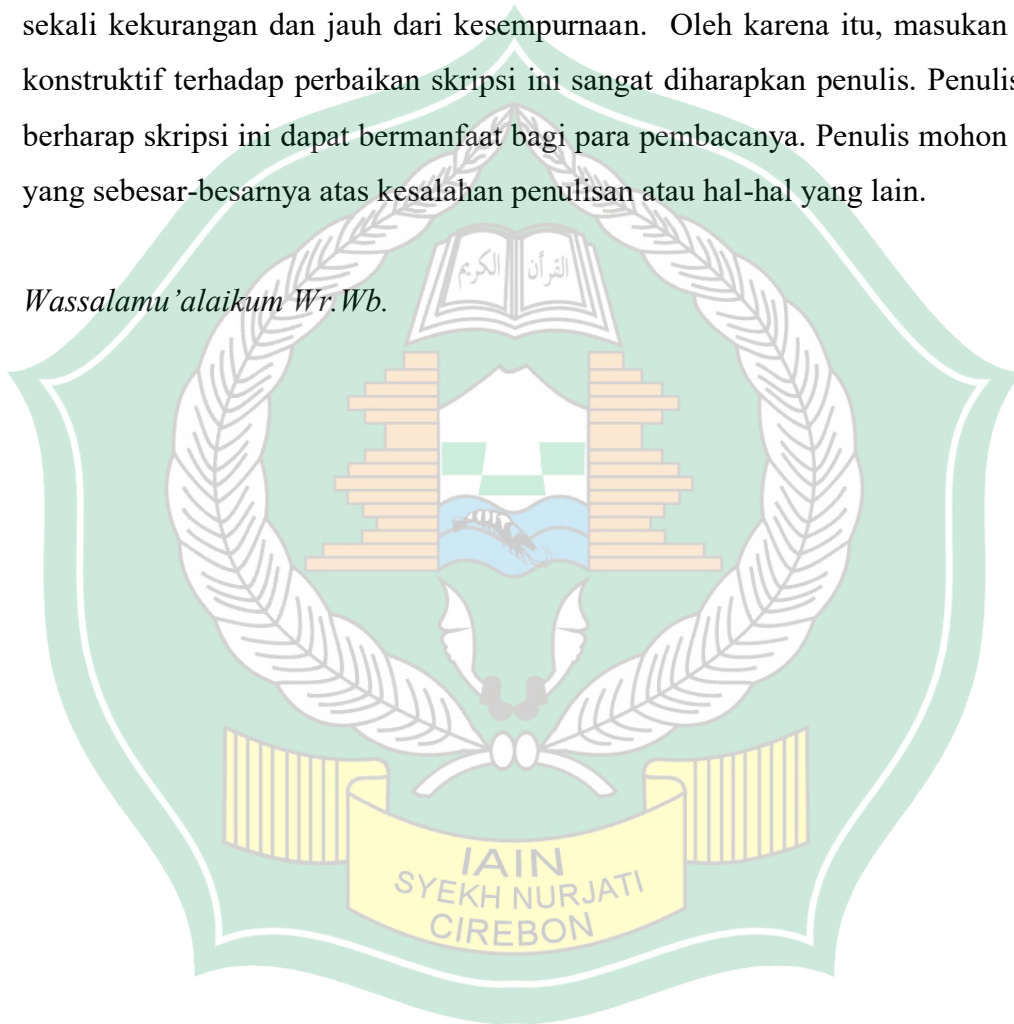 sekali kekurangan dan jauh dari kesempurnaan. Oleh karena itu, masukan
konstruktif terhadap perbaikan skripsi ini sangat diharapkan penulis. Penulis
berharap skripsi ini dapat bermanfaat bagi para pembacanya. Penulis mohon
yang sebesar-besarnya atas kesalahan penulisan atau hal-hal yang lain.
Wassalamu’alaikum Wr.Wb.
القرأن الكريم
IAIN
SYEKH NURJATI
CIREBON